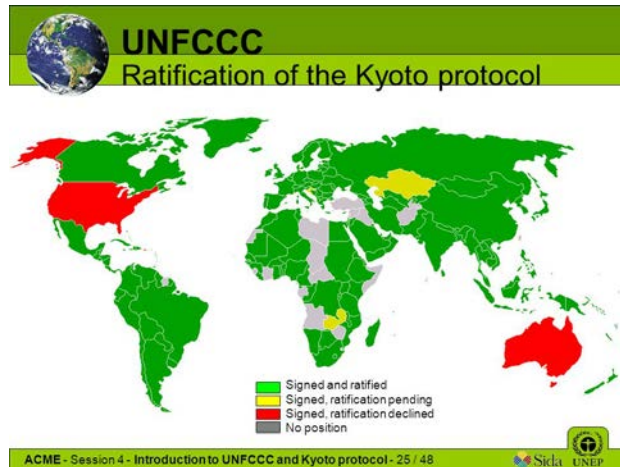 UNFCCC
Ratification of the Kyoto protocol
Signed and ratified
Signed, ratification pending
Signed, ratification declined
No position
ACME - Session 4 - Introduction to UNFCCC and Kyoto protocol - 25 / 48
Sida UNEP